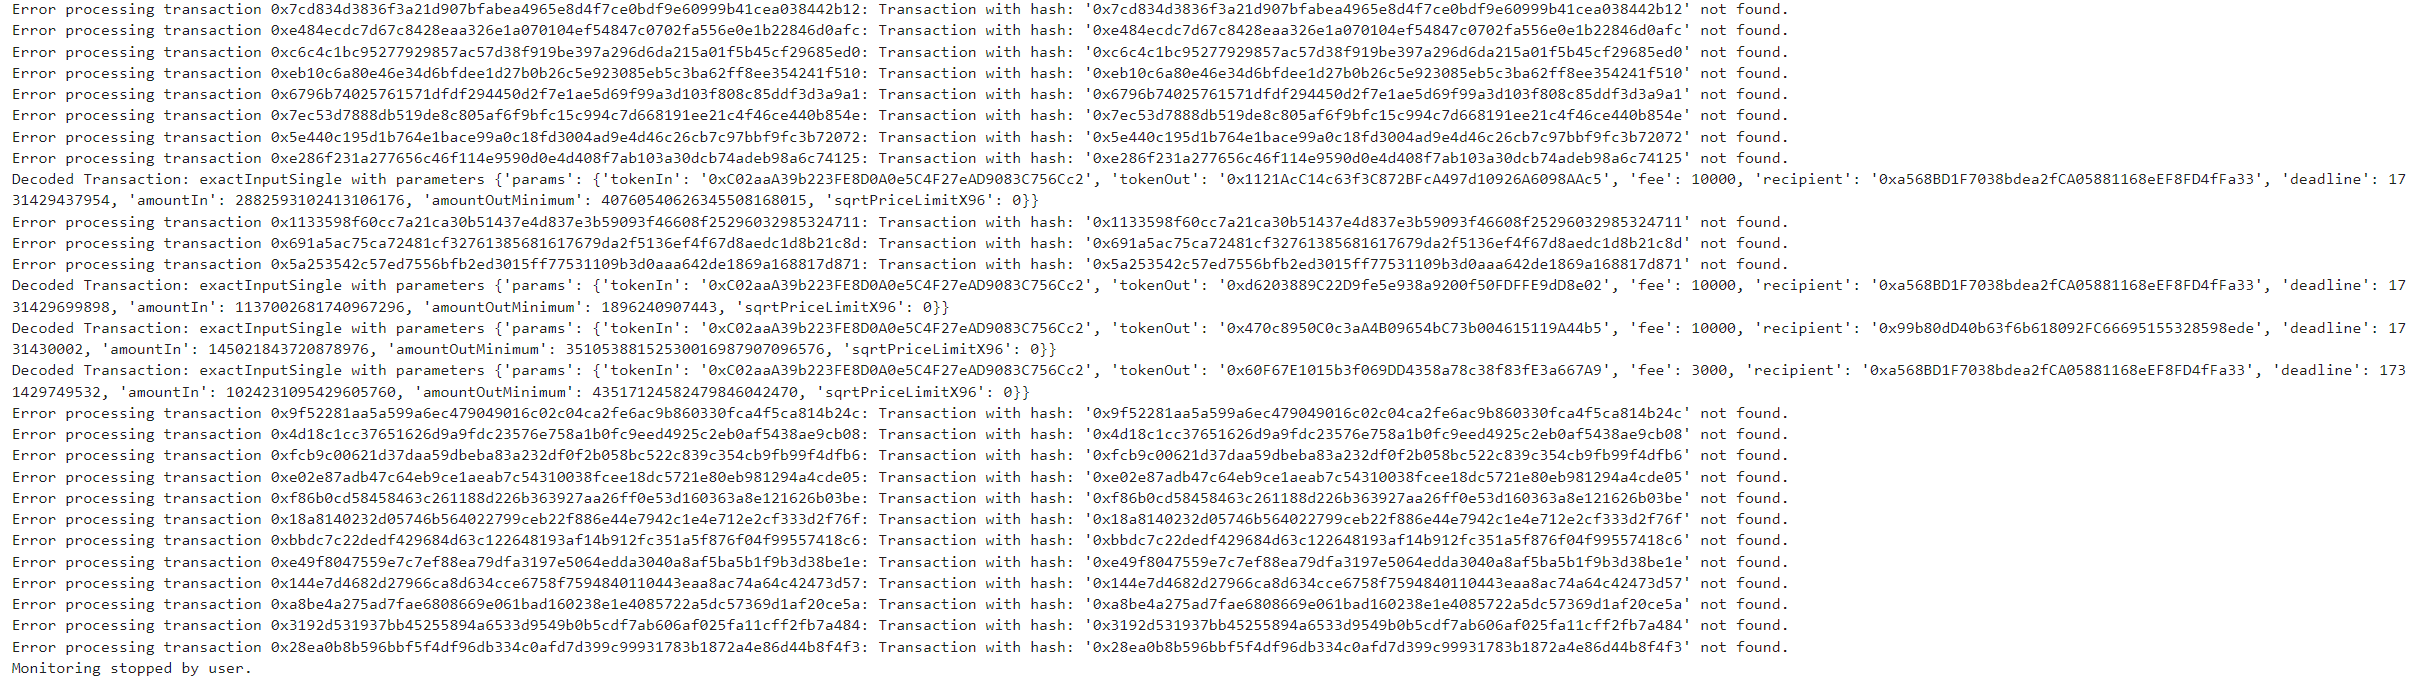 Error processing transaction 0x7cd834d3836f3a21d907bfabea4965e8d4f7ce0bdf9e60999b41cea038442b12: Transaction with hash: '0x7cd834d3836f3a21d907bfabea4965e8d4f7ce0bdf9e60999b41cea038442b12' not found.
Error processing transaction 0xe484ecdc7d67c8428eaa326e1a070104ef54847c0702fa556e0e1b22846d0afc: Transaction with hash: '0xe484ecdc7d67c8428eaa326e1a070104ef54847c0702fa556e0e1b22846d0afc' not found.
Error processing transaction 0xc6c4c1bc95277929857ac57d38f919be397a296d6da215a01f5b45cf29685ed0: Transaction with hash: '0xc6c4c1bc95277929857ac57d38f919be397a296d6da215a01f5b45cf29685ed0' not found.
Error processing transaction 0xeb10c6a80e46e34d6bfdee1d27b0b26c5e923085eb5c3ba62ff8ee354241f510: Transaction with hash: '0xeb10c6a80e46e34d6bfdee1d27b0b26c5e923085eb5c3ba62ff8ee354241f510' not found.
Error processing transaction 0x6796b74025761571dfdf294450d2f7e1ae5d69f99a3d103f808c85ddf3d3a9a1: Transaction with hash: '0x6796b74025761571dfdf294450d2f7e1ae5d69f99a3d103f808c85ddf3d3a9a1' not found.
Error processing transaction 0x7ec53d7888db519de8c805af6f9bfc15c994c7d668191ee21c4f46ce440b854e: Transaction with hash: '0x7ec53d7888db519de8c805af6f9bfc15c994c7d668191ee21c4f46ce440b854e' not found.
Error processing transaction 0x5e440c195d1b764e1bace99a0c18fd3004ad9e4d46c26cb7c97bbf9fc3b72072: Transaction with hash: '0x5e440c195d1b764e1bace99a0c18fd3004ad9e4d46c26cb7c97bbf9fc3b72072' not found.
Error processing transaction 0xe286f231a277656c46f114e9590d0e4d408f7ab103a30dcb74adeb98a6c74125: Transaction with hash: '0xe286f231a277656c46f114e9590d0e4d408f7ab103a30dcb74adeb98a6c74125' not found.
Decoded Transaction: exactInputSingle with parameters {'params': {'tokenIn': '0xC02aaA39b223FE8D0A0e5C4F27eAD9083C756Cc2', 'tokenOut': '0x1121AcC14c63f3C872BFcA497d10926A6098AAc5', 'fee': 10000, 'recipient': '0xa568BD1F7038bdea2fCA05881168eEF8FD4fFa33', 'deadline': 17
31429437954, 'amountIn': 2882593102413106176, 'amountOutMinimum': 40760540626345508168015, 'sqrtPriceLimitX96': 0}}
Error processing transaction 0x1133598f60cc7a21ca30b51437e4d837e3b59093f46608f25296032985324711: Transaction with hash: '0x1133598f60cc7a21ca30b51437e4d837e3b59093f46608f25296032985324711' not found.
Error processing transaction 0x691a5ac75ca72481cf32761385681617679da2f5136ef4f67d8aedc1d8b21c8d: Transaction with hash: '0x691a5ac75ca72481cf32761385681617679da2f5136ef4f67d8aedc1d8b21c8d' not found.
Error processing transaction 0x5a253542c57ed7556bfb2ed3015ff77531109b3d0aaa642de1869a168817d871: Transaction with hash: '0x5a253542c57ed7556bfb2ed3015ff77531109b3d0aaa642de1869a168817d871' not found.
Decoded Transaction: exactInputSingle with parameters {'params': {'tokenIn': '0xC02aaA39b223FE8D0A0e5C4F27eAD9083C756Cc2', 'tokenOut': '0xd6203889C22D9fe5e938a9200f50FDFFE9dD8e02', 'fee': 10000, 'recipient': '0xa568BD1F7038bdea2fCA05881168eEF8FD4fFa33', 'deadline': 17
31429699898, 'amountIn': 1137002681740967296, 'amountOutMinimum': 1896240907443, 'sqrtPriceLimitX96': 0}}
Decoded Transaction: exactInputSingle with parameters {'params': {'tokenIn': '0xC02aaA39b223FE8D0A0e5C4F27eAD9083C756Cc2', 'tokenOut': '0x470c8950C0c3aA4B09654bC73b004615119A44b5', 'fee': 10000, 'recipient': '0x99b80dD40b63f6b618092FC66695155328598ede', 'deadline': 17
31430002, 'amountIn': 145021843720878976, 'amountOutMinimum': 35105388152530016987907096576, 'sqrtPriceLimitX96': 0}}
Decoded Transaction: exactInputSingle with parameters {'params': {'tokenIn': '0xC02aaA39b223FE8D0A0e5C4F27eAD9083C756Cc2', 'tokenOut': '0x60F67E1015b3f069DD4358a78c38f83fE3a667A9', 'fee': 3000, 'recipient': '0xa568BD1F7038bdea2fCA05881168eEF8FD4fFa33', 'deadline': 173
1429749532, 'amountIn': 1024231095429605760, 'amountOutMinimum': 43517124582479846042470, 'sqrtPriceLimitX96': 0}}
Error processing transaction 0x9f52281aa5a599a6ec479049016c02c04ca2fe6ac9b860330fca4f5ca814b24c: Transaction with hash: '0x9f52281aa5a599a6ec479049016c02c04ca2fe6ac9b860330fca4f5ca814b24c' not found.
Error processing transaction 0x4d18c1cc37651626d9a9fdc23576e758a1b0fc9eed4925c2eb0af5438ae9cb08: Transaction with hash: '0x4d18c1cc37651626d9a9fdc23576e758a1b0fc9eed4925c2eb0af5438ae9cb08' not found.
Error processing transaction 0xfcb9c00621d37daa59dbeba83a232df0f2b058bc522c839c354cb9fb99f4dfb6: Transaction with hash: '0xfcb9c00621d37daa59dbeba83a232df0f2b058bc522c839c354cb9fb99f4dfb6' not found.
Error processing transaction 0xe02e87adb47c64eb9ce1aeab7c54310038fcee18dc5721e80eb981294a4cde05: Transaction with hash: '0xe02e87adb47c64eb9ce1aeab7c54310038fcee18dc5721e80eb981294a4cde05' not found.
Error processing transaction 0xf86b0cd58458463c261188d226b363927aa26ff0e53d160363a8e121626b03be: Transaction with hash: '0xf86b0cd58458463c261188d226b363927aa26ff0e53d160363a8e121626b03be' not found.
Error processing transaction 0x18a8140232d05746b564022799ceb22f886e44e7942c1e4e712e2cf333d2f76f: Transaction with hash: '0x18a8140232d05746b564022799ceb22f886e44e7942c1e4e712e2cf333d2f76f' not found.
Error processing transaction 0xbbdc7c22dedf429684d63c122648193af14b912fc351a5f876f04f99557418c6: Transaction with hash: '0xbbdc7c22dedf429684d63c122648193af14b912fc351a5f876f04f99557418c6' not found.
Error processing transaction 0xe49f8047559e7c7ef88ea79dfa3197e5064edda3040a8af5ba5b1f9b3d38be1e: Transaction with hash: '0xe49f8047559e7c7ef88ea79dfa3197e5064edda3040a8af5ba5b1f9b3d38be1e' not found.
Error processing transaction 0x144e7d4682d27966ca8d634cce6758f7594840110443eaa8ac74a64c42473d57: Transaction with hash: '0x144e7d4682d27966ca8d634cce6758f7594840110443eaa8ac74a64c42473d57' not found.
Error processing transaction 0xa8be4a275ad7fae6808669e061bad160238e1e4085722a5dc57369d1af20ce5a: Transaction with hash: '0xa8be4a275ad7fae6808669e061bad160238e1e4085722a5dc57369d1af20ce5a' not found.
Error processing transaction 0x3192d531937bb45255894a6533d9549b0b5cdf7ab606af025fa11cff2fb7a484: Transaction with hash: '0x3192d531937bb45255894a6533d9549b0b5cdf7ab606af025fa11cff2fb7a484' not found.
Error processing transaction 0x28ea0b8b596bbf5f4df96db334c0afd7d399c99931783b1872a4e86d44b8f4f3: Transaction with hash: '0x28ea0b8b596bbf5f4df96db334c0afd7d399c99931783b1872a4e86d44b8f4f3' not found.
Monitoring stopped by user.